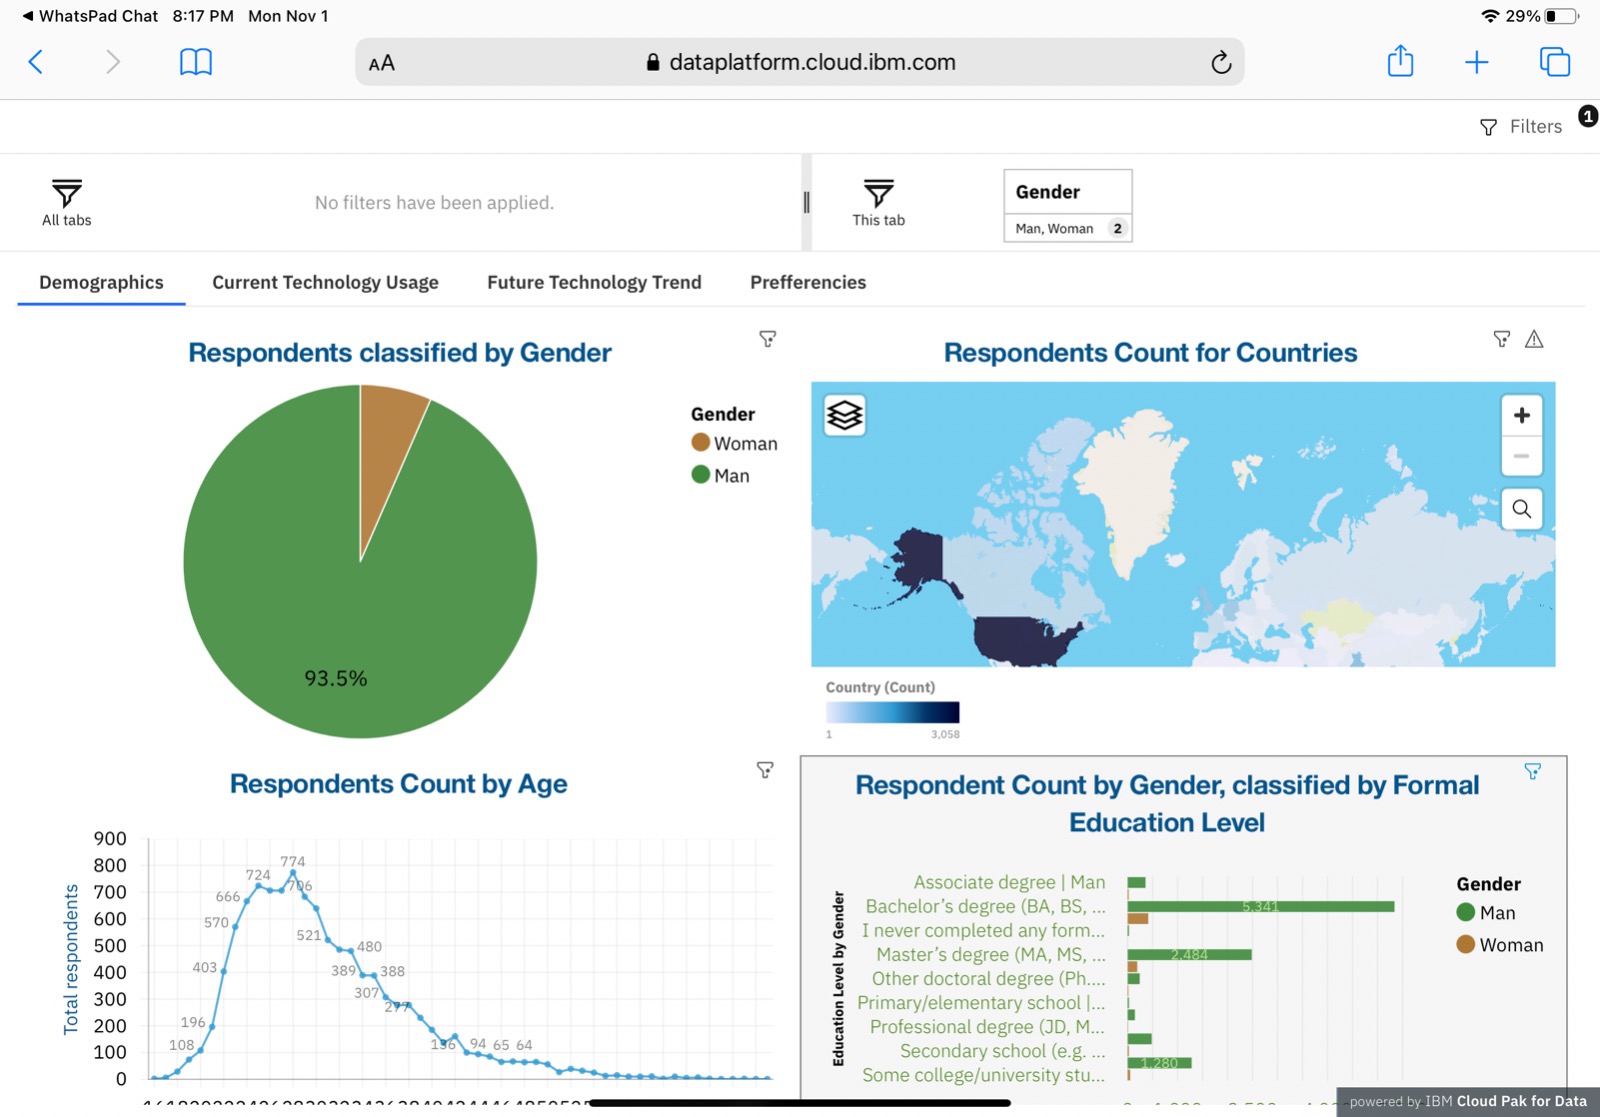 ◀ WhatsPad Chat 8:17 PM Mon Nov 1
29%
AA
dataplatform.cloud.ibm.com
Filters 1
All tabs
No filters have been applied.
This tab
Gender
Man, Woman 2
Demographics
Current Technology Usage
Future Technology Trend
Prefferencies
Respondents classified by Gender
Gender
Woman
Man
93.5%
Respondents Count for Countries
+
−
Country (Count)
1
3,058
Respondents Count by Age
Total respondents
900
800
700
600
500
400
300
200
100
0
108
196
403
570
666
724
774
706
521
480
389
388
307
277
136
94
65
64
Respondent Count by Gender, classified by Formal
Education Level
Education Level by Gender
Associate degree | Man
Bachelor's degree (BA, BS, ...
I never completed any form...
Master's degree (MA, MS, ...
Other doctoral degree (Ph....
Primary/elementary school |...
Professional degree (JD, M...
Secondary school (e.g. ...
Some college/university stu...
5,341
2,484
1,280
Gender
Man
Woman
powered by IBM Cloud Pak for Data